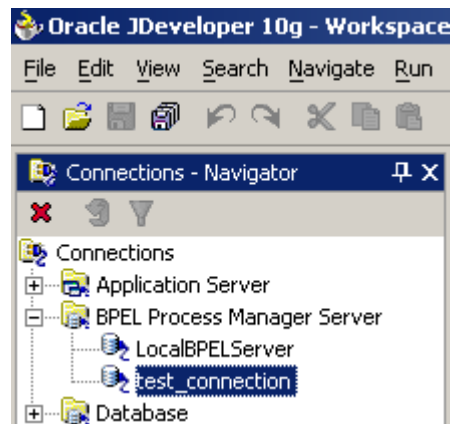 Oracle JDeveloper 10g - Workspace
File Edit View Search Navigate Run
Connections - Navigator
Connections
Application Server
BPEL Process Manager Server
LocalBPELServer
test_connection
Database